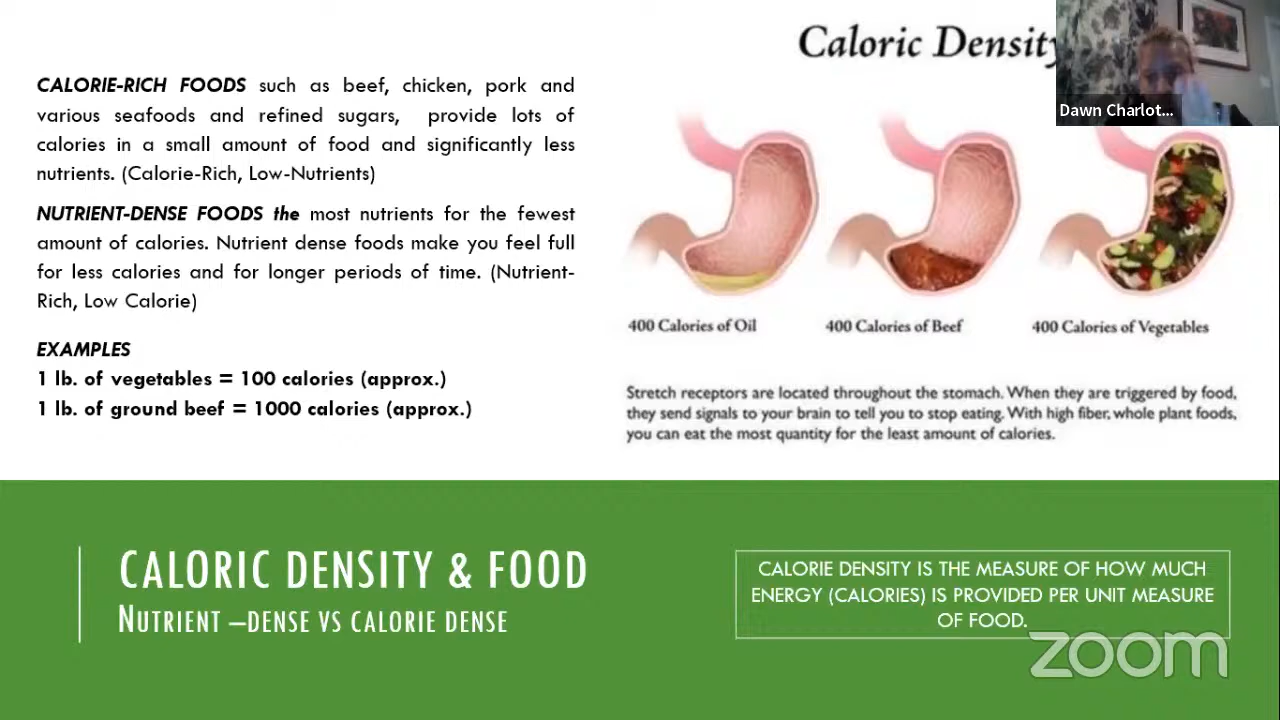 CALORIE-RICH FOODS such as beef, chicken, pork and
various seafoods and refined sugars, provide lots of
calories in a small amount of food and significantly less
nutrients. (Calorie-Rich, Low-Nutrients)
NUTRIENT-DENSE FOODS the most nutrients for the fewest
amount of calories. Nutrient dense foods make you feel full
for less calories and for longer periods of time. (Nutrient-
Rich, Low Calorie)
EXAMPLES
1 lb. of vegetables = 100 calories (approx.)
1 lb. of ground beef = 1000 calories (approx.)
Caloric Density
Dawn Charlot...
400 Calories of Oil
400 Calories of Beef
400 Calories of Vegetables
Stretch receptors are located throughout the stomach. When they are triggered by food,
they send signals to your brain to tell you to stop eating. With high fiber, whole plant foods,
you can eat the most quantity for the least amount of calories.
CALORIC DENSITY & FOOD
NUTRIENT –DENSE VS CALORIE DENSE
CALORIE DENSITY IS THE MEASURE OF HOW MUCH
ENERGY (CALORIES) IS PROVIDED PER UNIT MEASURE
OF FOOD.
zoom